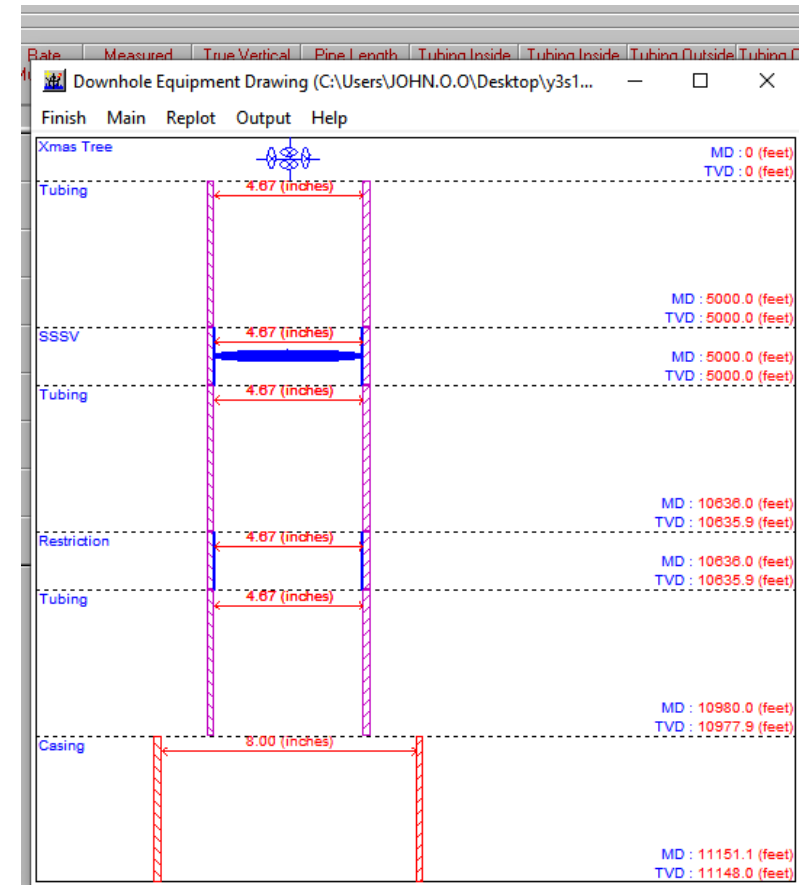 Rate Measured True Vertical Pipe Length Tubing Inside Tubing Inside Tubing Outside
Downhole Equipment Drawing (C:\Users\JOHN.O.O\Desktop\y3s1...
Finish Main Replot Output Help
Xmas Tree
MD : 0 (feet)
TVD : 0 (feet)
Tubing
4.67 (inches)
MD : 5000.0 (feet)
TVD : 5000.0 (feet)
SSSV
4.67 (inches)
MD : 5000.0 (feet)
TVD : 5000.0 (feet)
Tubing
4.67 (inches)
MD : 10636.0 (feet)
TVD : 10635.9 (feet)
Restriction
4.67 (inches)
MD : 10636.0 (feet)
TVD : 10635.9 (feet)
Tubing
4.67 (inches)
MD : 10980.0 (feet)
TVD : 10977.9 (feet)
Casing
8.00 (inches)
MD : 11151.1 (feet)
TVD : 11148.0 (feet)